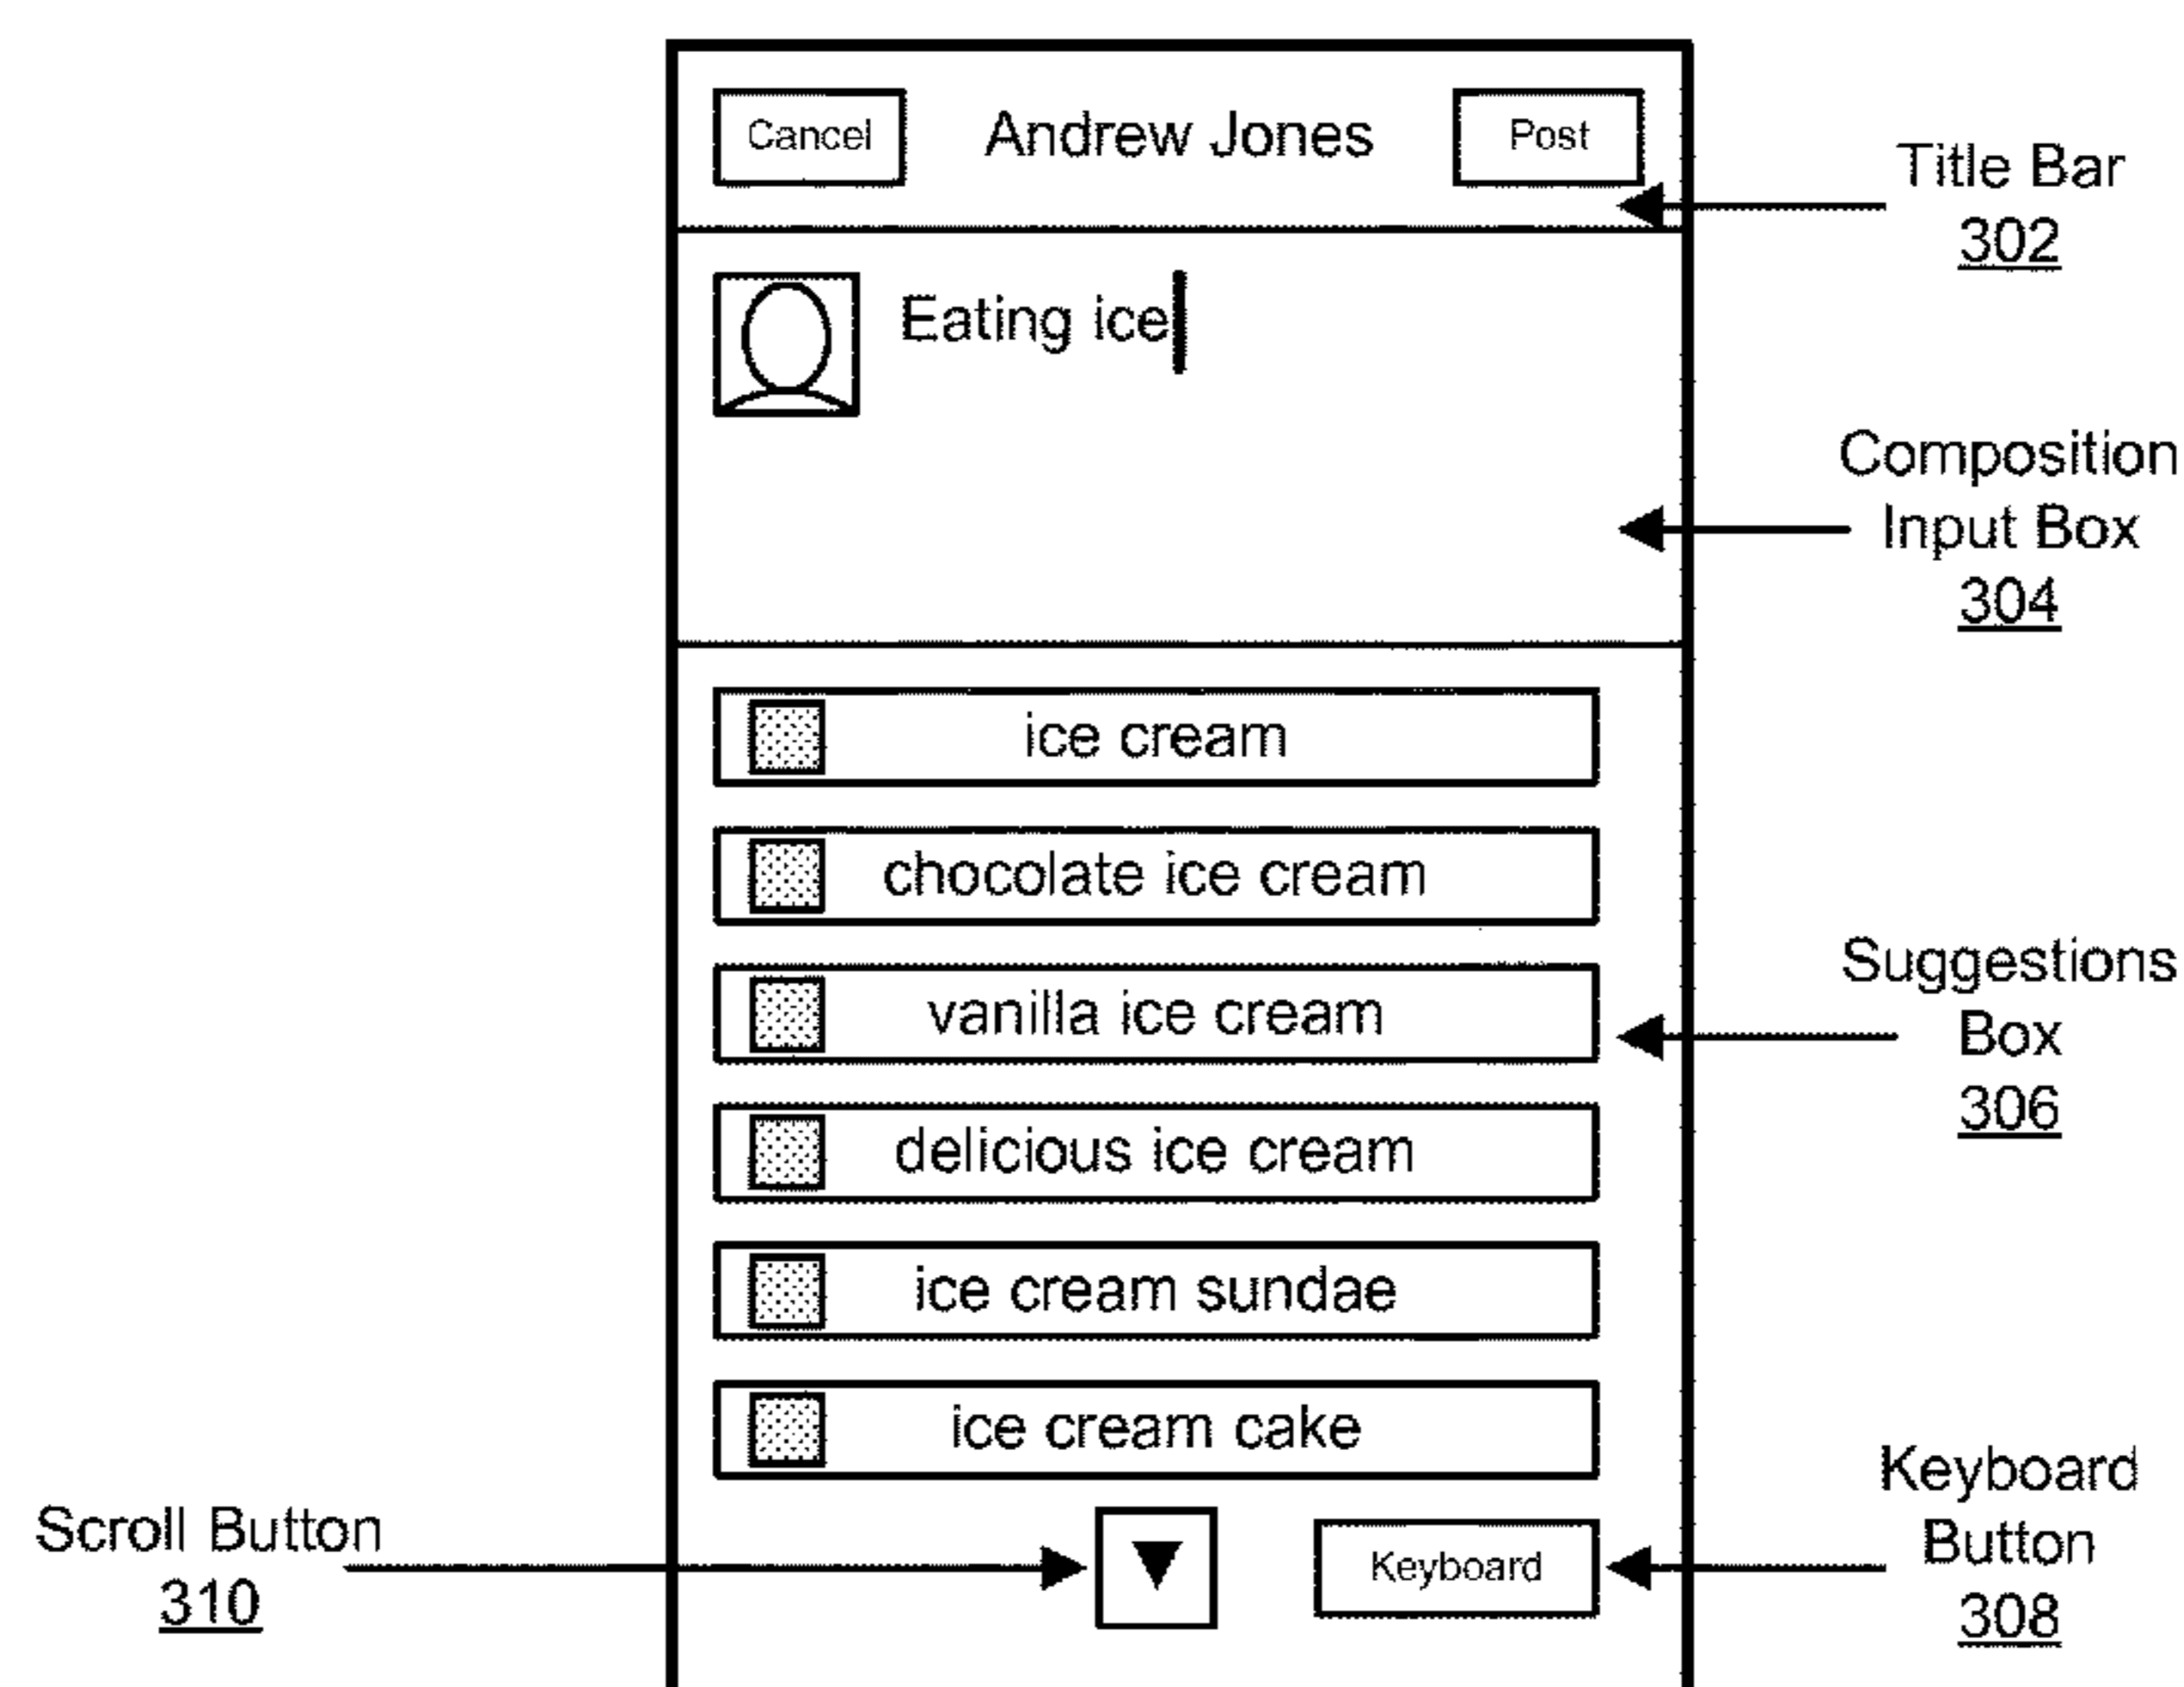 Cancel Andrew Jones Post
Title Bar
302
Eating ice
Composition
Input Box
304
ice cream
chocolate ice cream
vanilla ice cream
Suggestions
Box
306
delicious ice cream
ice cream sundae
ice cream cake
Scroll Button
310
Keyboard
Keyboard
Button
308